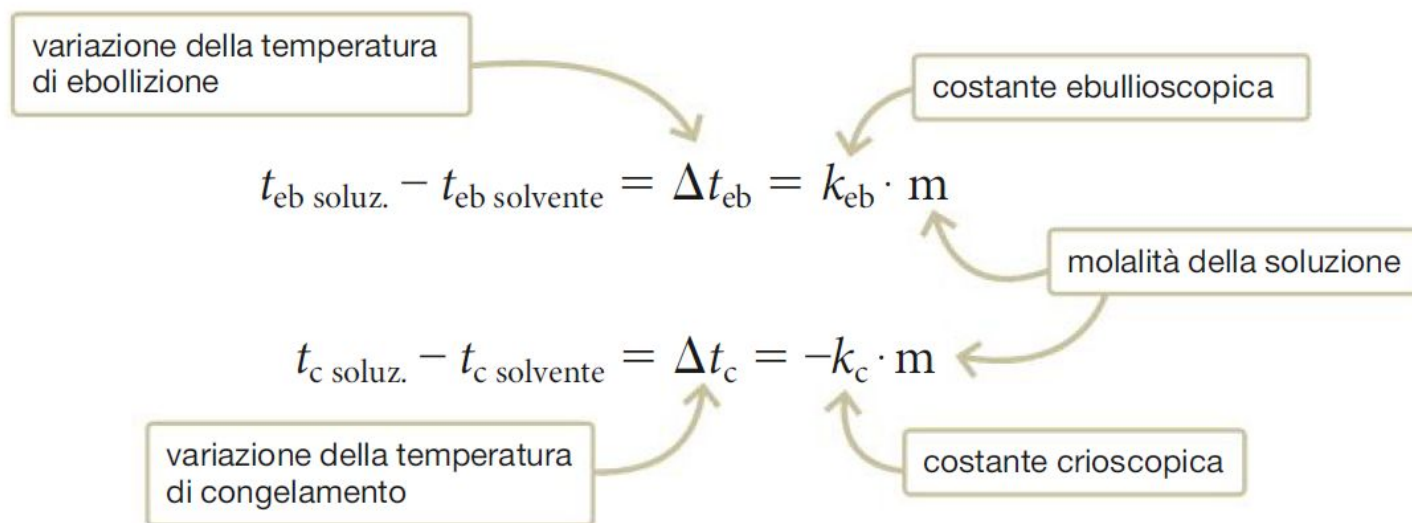 variazione della temperatura
di ebollizione
costante ebullioscopica
t_eb soluz. − t_eb solvente = Δt_eb = k_eb · m
molalità della soluzione
t_c soluz. − t_c solvente = Δt_c = −k_c · m
variazione della temperatura
di congelamento
costante crioscopica